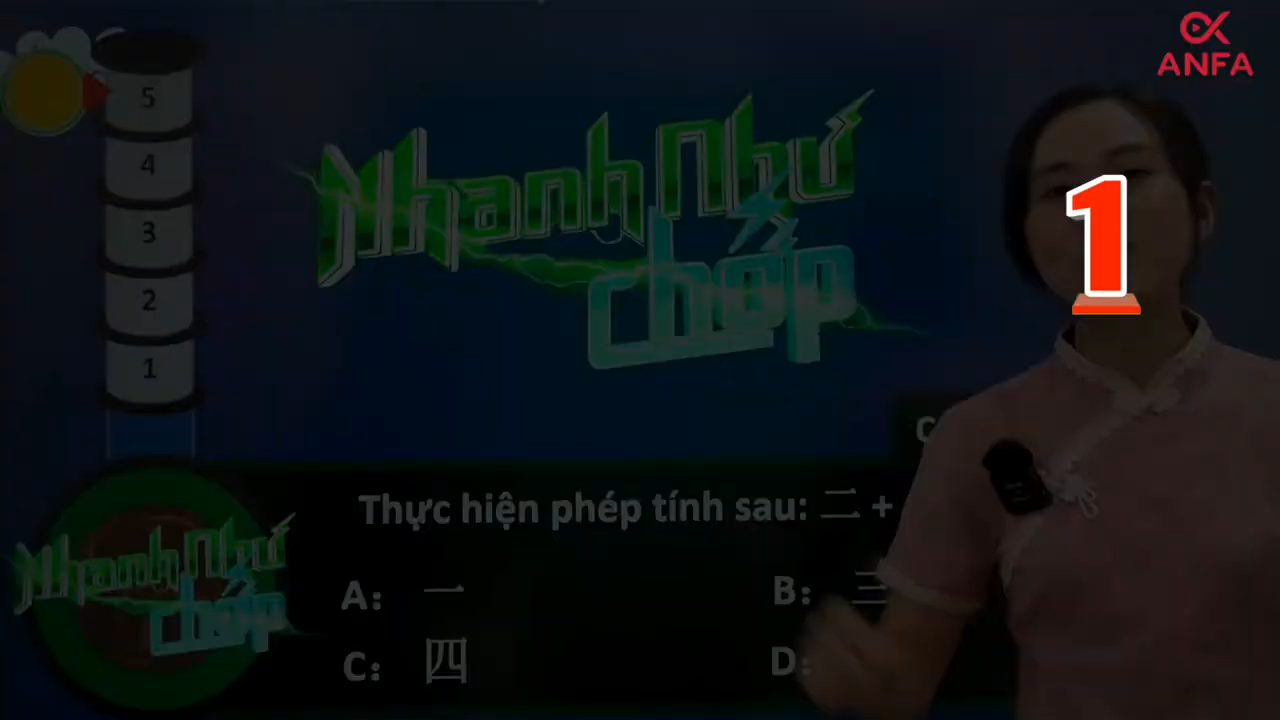 ANFA
5
4
3
2
1
Nhanh Như
chớp
1
C
Thực hiện phép tính sau: 二 +
A: 一
B: 三
C: 四
D:
Nhanh Như
chớp